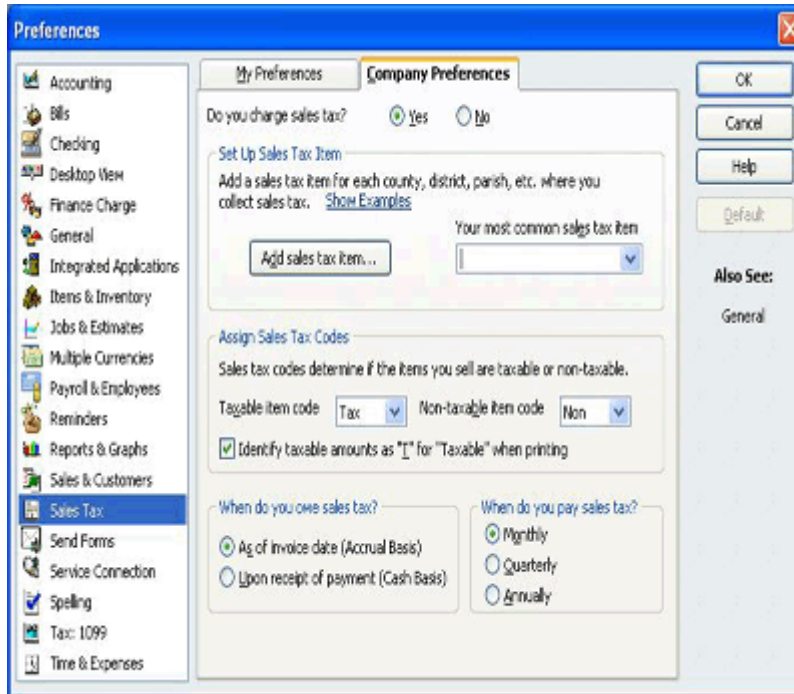 Preferences
Accounting
Bills
Checking
Desktop View
Finance Charge
General
Integrated Applications
Items & Inventory
Jobs & Estimates
Multiple Currencies
Payroll & Employees
Reminders
Reports & Graphs
Sales & Customers
Sales Tax
Send Forms
Service Connection
Spelling
Tax: 1099
Time & Expenses
My Preferences
Company Preferences
Do you charge sales tax? Yes No
Set Up Sales Tax Item
Add a sales tax item for each county, district, parish, etc. where you
collect sales tax. Show Examples
Your most common sales tax item
Add sales tax item...
Assign Sales Tax Codes
Sales tax codes determine if the items you sell are taxable or non-taxable.
Taxable item code Tax Non-taxable item code Non
Identify taxable amounts as "T" for "Taxable" when printing
When do you owe sales tax?
As of invoice date (Accrual Basis)
Upon receipt of payment (Cash Basis)
When do you pay sales tax?
Monthly
Quarterly
Annually
OK
Cancel
Help
Default
Also See:
General